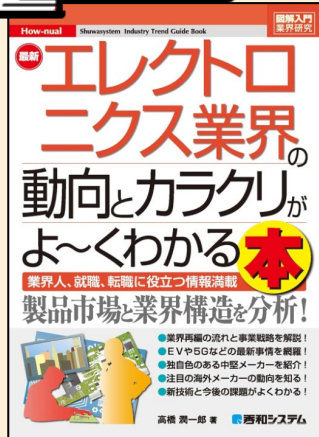 How-nual
Shuwasystem Industry Trend Guide Book
図解入門
業界研究
最新
エレクトロ
ニクス業界の
動向とカラクリが
よ～くわかる本
業界人、就職、転職に役立つ情報満載
製品市場と業界構造を分析！
●業界再編の流れと事業戦略を解説！
●EVや5Gなどの最新事情を網羅！
●独自色のある中堅メーカーを紹介！
●注目の海外メーカーの動向を知る！
●新技術と今後の課題がよくわかる！
高橋 潤一郎 著
秀和システム